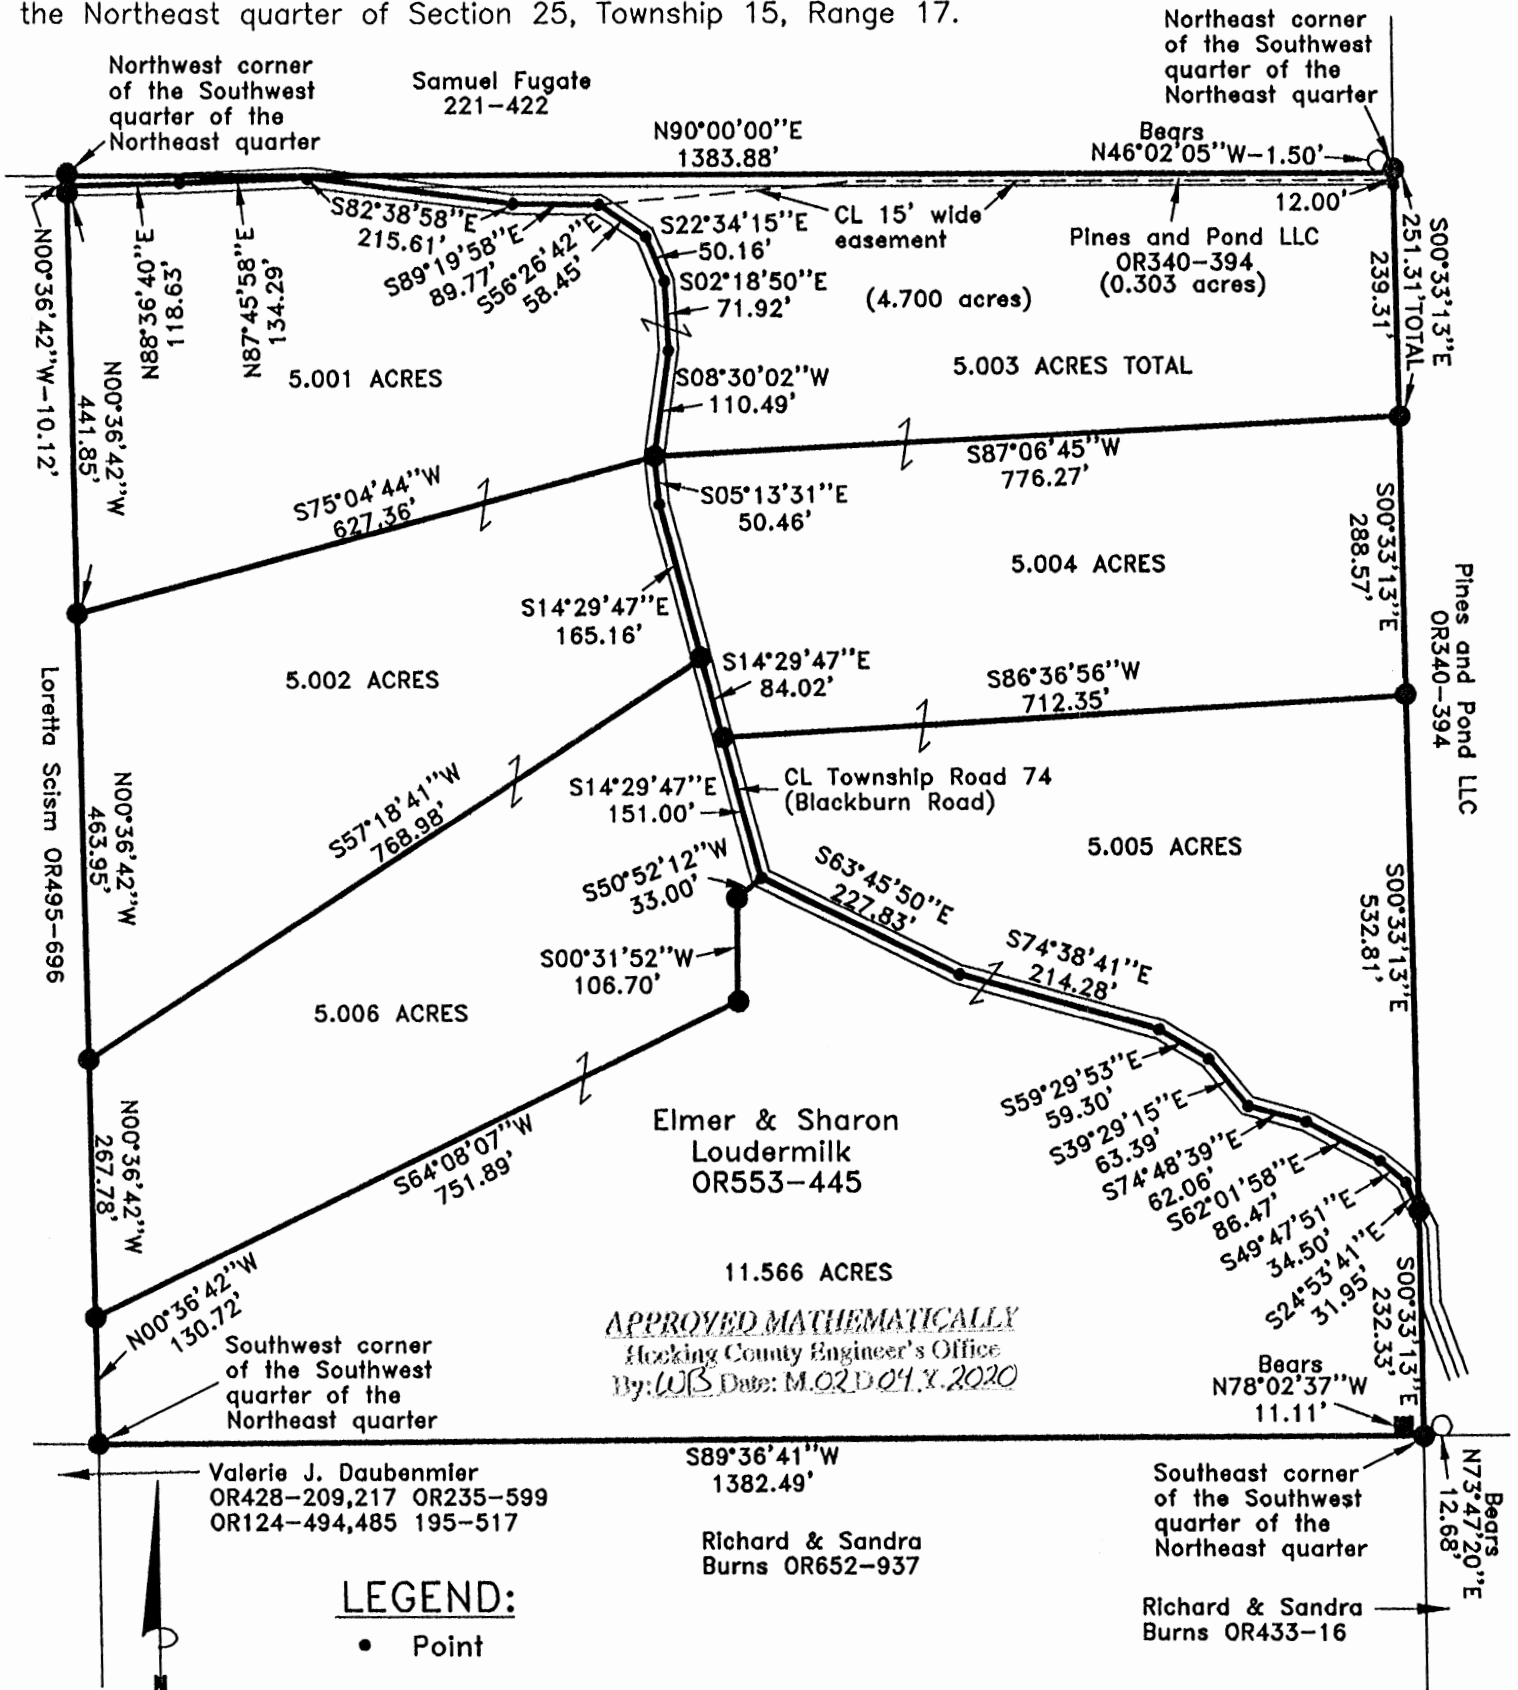 the Northeast quarter of Section 25, Township 15, Range 17.
Northwest corner
of the Southwest
quarter of the
Northeast quarter
Samuel Fugate
221-422
N90°00'00"E
1383.88'
Northeast corner
of the Southwest
quarter of the
Northeast quarter
Bears
N46°02'05"W-1.50'
12.00'
S82°38'58"E
215.61'
S89°19'58"E
89.77'
S56°26'42"E
58.45'
S22°34'15"E
50.16'
S02°18'50"E
71.92'
CL 15' wide
easement
Pines and Pond LLC
OR340-394
(0.303 acres)
(4.700 acres)
S00°33'13"E
251.31'TOTAL
239.31'
N00°36'42"W-10.12'
N88°36'40"E
118.63'
N87°45'58"E
134.29'
N00°36'42"W
441.85'
5.001 ACRES
5.003 ACRES TOTAL
S08°30'02"W
110.49'
S87°06'45"W
776.27'
S75°04'44"W
627.36'
S05°13'31"E
50.46'
S00°33'13"E
288.57'
5.004 ACRES
S14°29'47"E
165.16'
5.002 ACRES
S14°29'47"E
84.02'
S86°36'56"W
712.35'
Pines and Pond LLC
OR340-394
Loretta Scism OR495-696
N00°36'42"W
463.95'
S57°18'41"W
768.98'
S14°29'47"E
151.00'
CL Township Road 74
(Blackburn Road)
5.005 ACRES
S50°52'12"W
33.00'
S63°45'50"E
227.83'
S00°33'13"E
532.81'
S00°31'52"W
106.70'
S74°38'41"E
214.28'
5.006 ACRES
S59°29'53"E
59.30'
S39°29'15"E
63.39'
S74°48'39"E
62.06'
S62°01'58"E
86.47'
S49°47'51"E
34.50'
S24°53'41"E
31.95'
N00°36'42"W
267.78'
S64°08'07"W
751.89'
Elmer & Sharon
Loudermilk
OR553-445
11.566 ACRES
N00°36'42"W
130.72'
Southwest corner
of the Southwest
quarter of the
Northeast quarter
APPROVED MATHEMATICALLY
Hocking County Engineer's Office
By: WB Date: M.02 D 04 Y.2020
S00°33'13"E
232.33'
Bears
N78°02'37"W
11.11'
S89°36'41"W
1382.49'
Valerie J. Daubenmier
OR428-209,217 OR235-599
OR124-494,485 195-517
Richard & Sandra
Burns OR652-937
Southeast corner
of the Southwest
quarter of the
Northeast quarter
Bears
N73°47'20"E
12.68'
Richard & Sandra
Burns OR433-16
LEGEND:
• Point